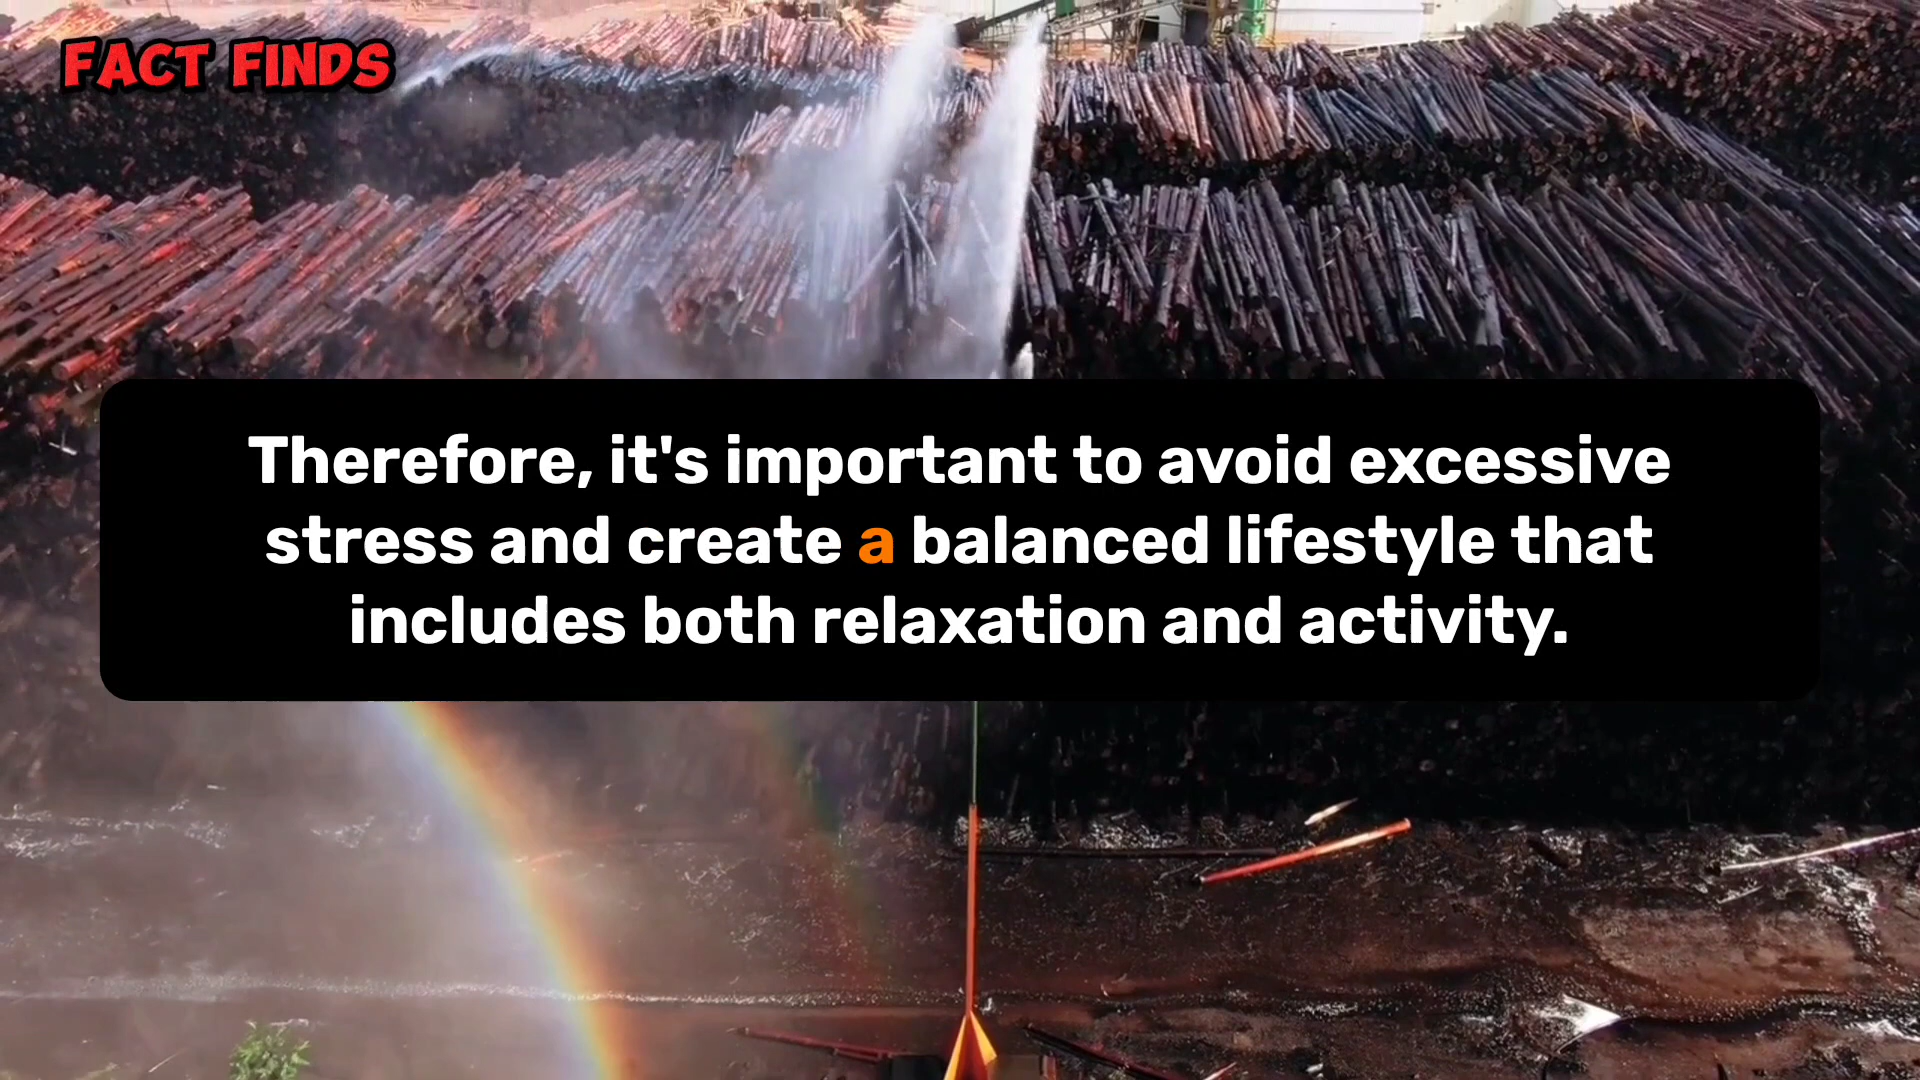 FACT FINDS
Therefore, it's important to avoid excessive
stress and create a balanced lifestyle that
includes both relaxation and activity.